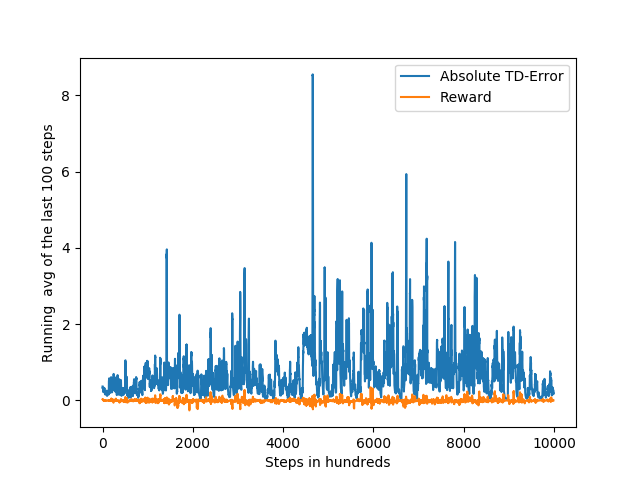 Absolute TD-Error
Reward
Running  avg of the last 100 steps
8
6
4
2
0
0 2000 4000 6000 8000 10000
Steps in hundreds